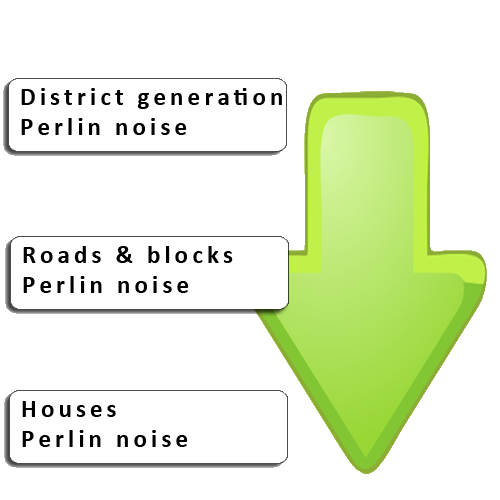 District generation
Perlin noise
Roads & blocks
Perlin noise
Houses
Perlin noise